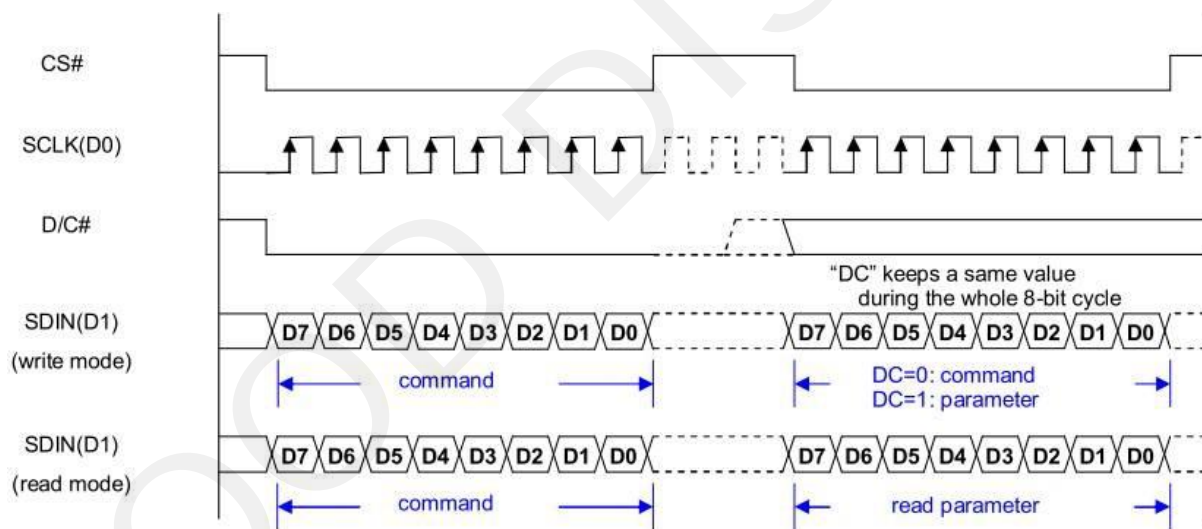 CS#
SCLK(D0)
D/C#
“DC” keeps a same value
during the whole 8-bit cycle
SDIN(D1)
(write mode)
D7 D6 D5 D4 D3 D2 D1 D0
D7 D6 D5 D4 D3 D2 D1 D0
command
DC=0: command
DC=1: parameter
SDIN(D1)
(read mode)
D7 D6 D5 D4 D3 D2 D1 D0
D7 D6 D5 D4 D3 D2 D1 D0
command
read parameter